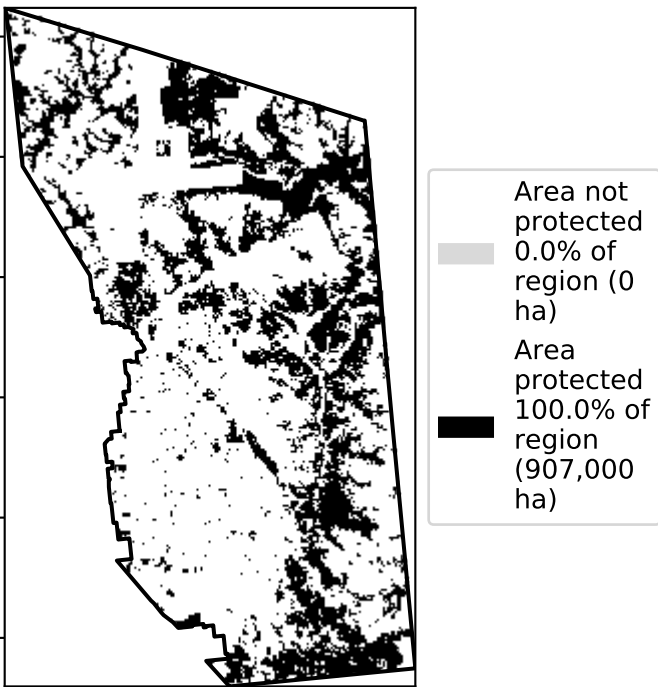 Area not
protected
0.0% of
region (0
ha)
Area
protected
100.0% of
region
(907,000
ha)